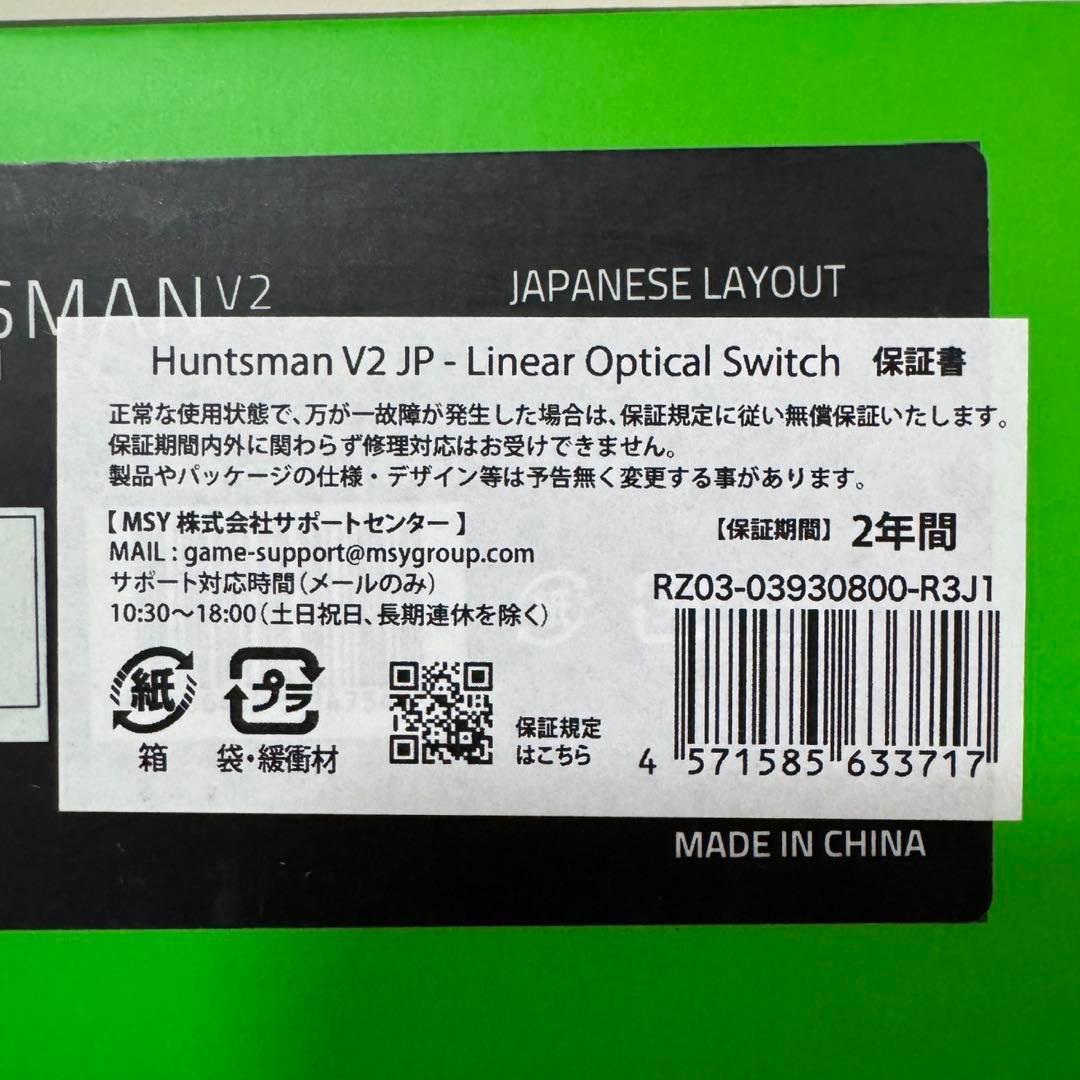 SMAN V2
JAPANESE LAYOUT
Huntsman V2 JP - Linear Optical Switch 保証書
正常な使用状態で、万が一故障が発生した場合は、保証規定に従い無償保証いたします。
保証期間内外に関わらず修理対応はお受けできません。
製品やパッケージの仕様・デザイン等は予告無く変更する事があります。
【 MSY 株式会社サポートセンター 】
MAIL : game-support@msygroup.com
サポート対応時間（メールのみ）
10:30～18:00（土日祝日、長期連休を除く）
【保証期間】 2年間
RZ03-03930800-R3J1
紙
箱
プラ
袋・緩衝材
保証規定
はこちら
4 571585 633717
MADE IN CHINA